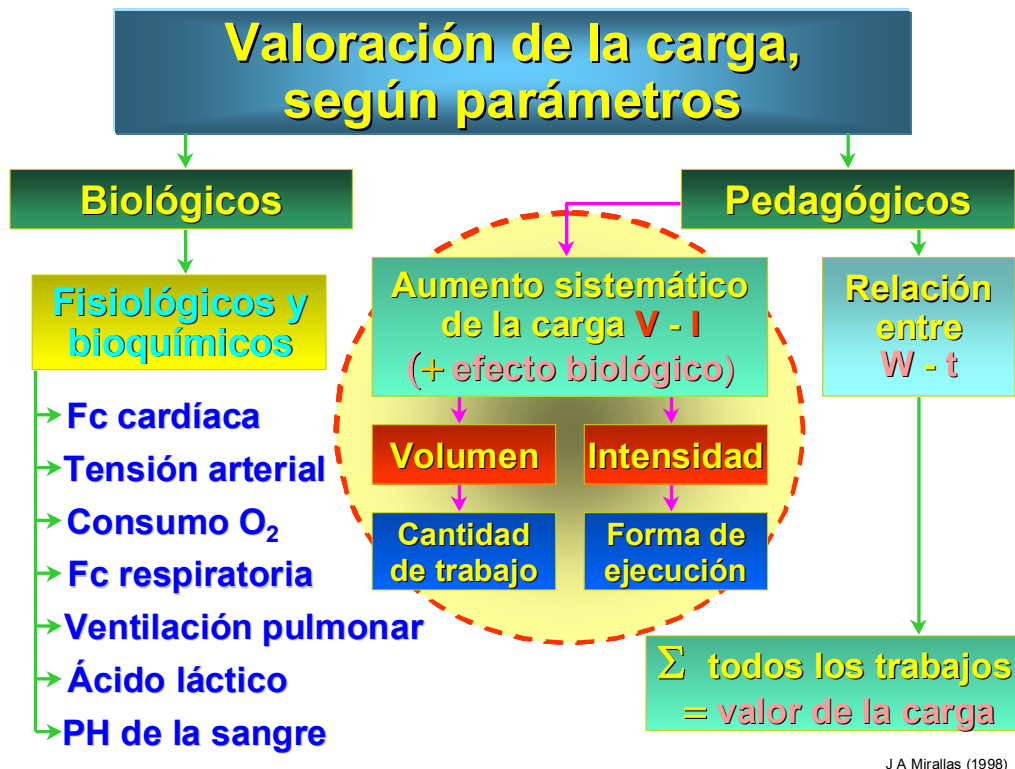 Valoración de la carga,
según parámetros
Biológicos
Fisiológicos y
bioquímicos
Fc cardíaca
Tensión arterial
Consumo O₂
Fc respiratoria
Ventilación pulmonar
Ácido láctico
PH de la sangre
Pedagógicos
Aumento sistemático
de la carga V - I
(+ efecto biológico)
Volumen
Cantidad
de trabajo
Intensidad
Forma de
ejecución
Relación
entre
W - t
Σ todos los trabajos
= valor de la carga
J A Mirallas (1998)